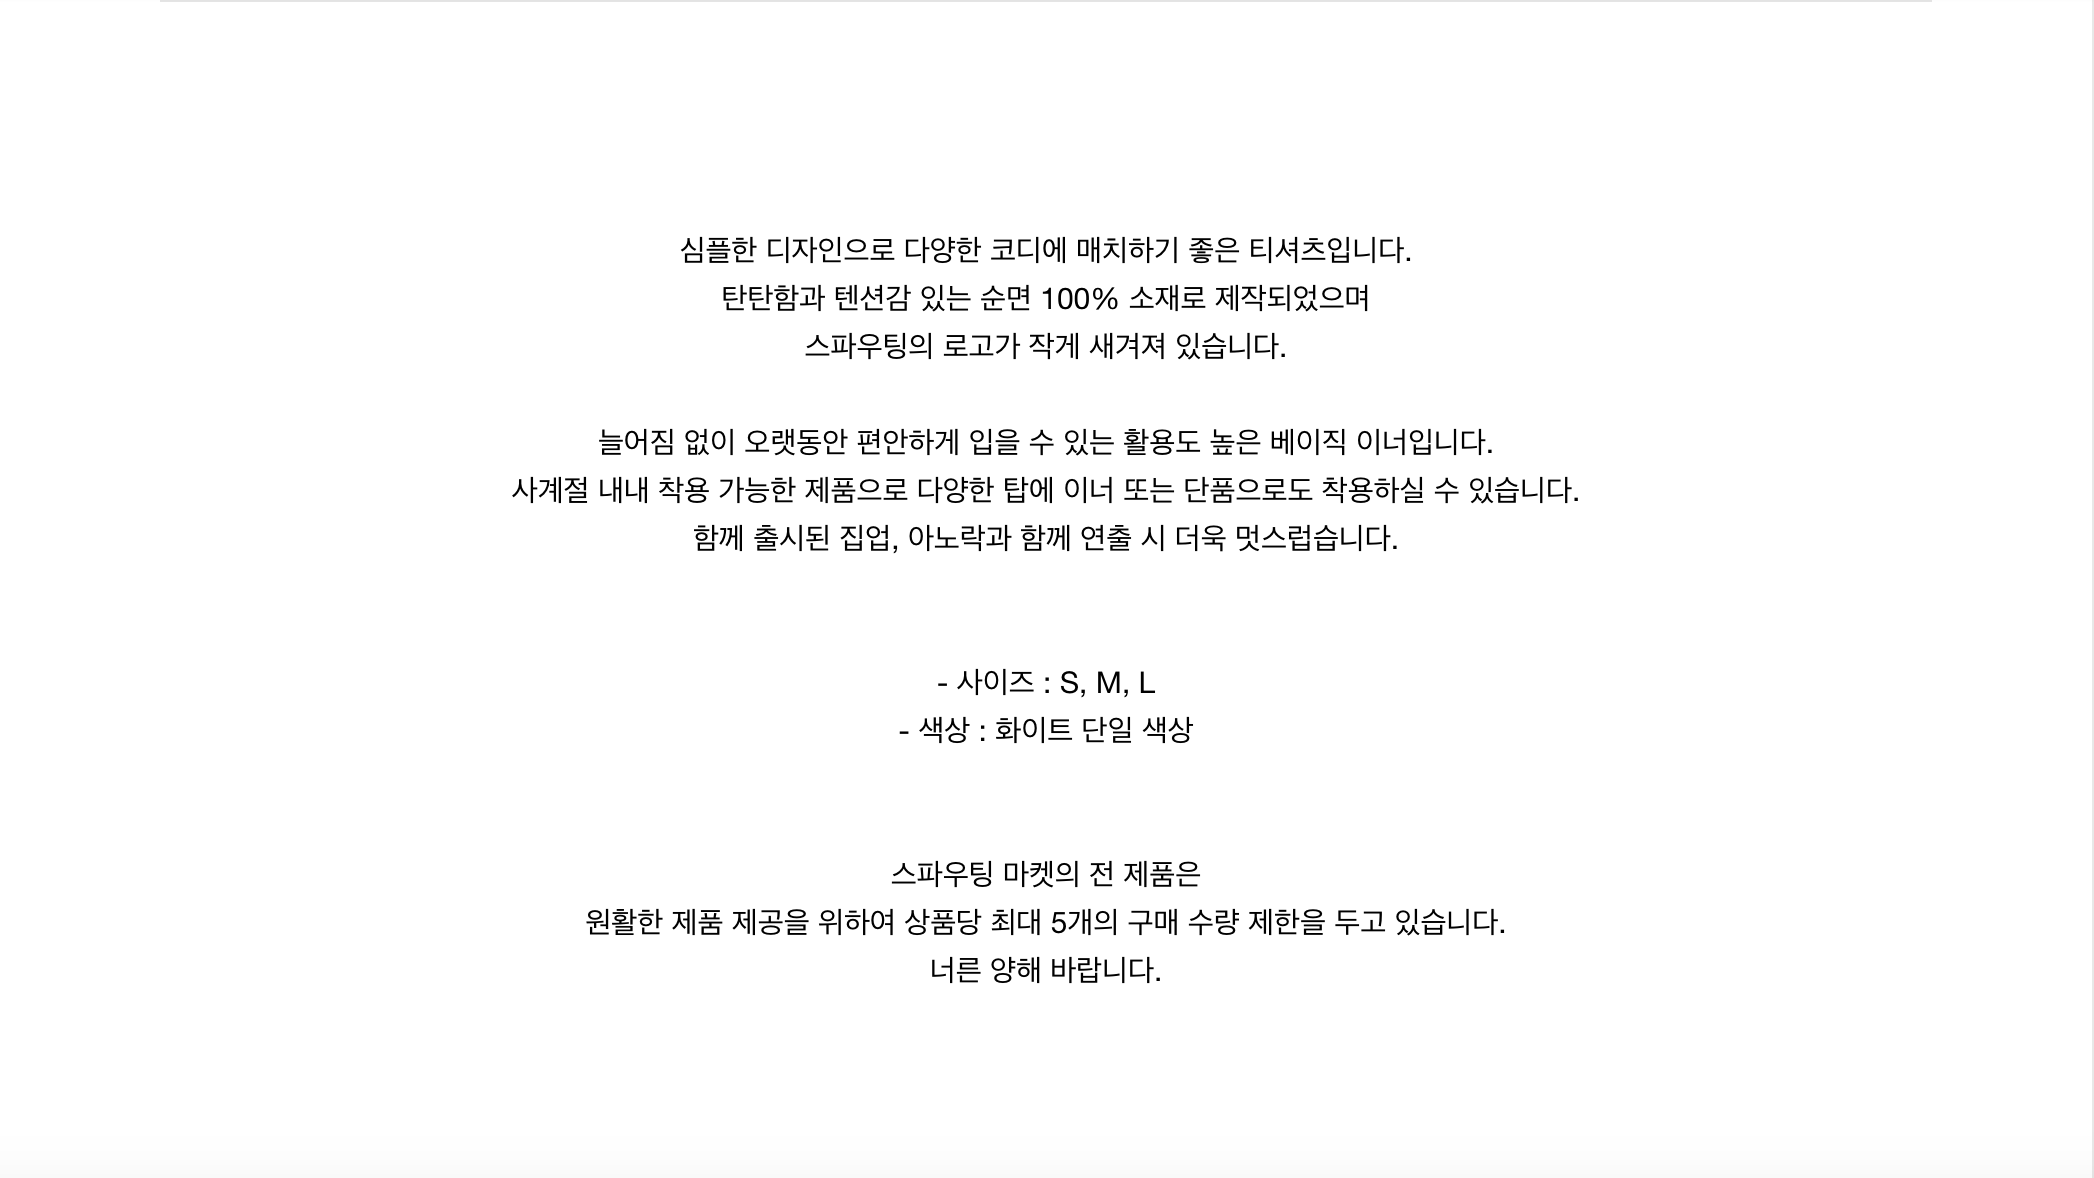 심플한 디자인으로 다양한 코디에 매치하기 좋은 티셔츠입니다.
탄탄함과 텐션감 있는 순면 100% 소재로 제작되었으며
스파우팅의 로고가 작게 새겨져 있습니다.
늘어짐 없이 오랫동안 편안하게 입을 수 있는 활용도 높은 베이직 이너입니다.
사계절 내내 착용 가능한 제품으로 다양한 탑에 이너 또는 단품으로도 착용하실 수 있습니다.
함께 출시된 집업, 아노락과 함께 연출 시 더욱 멋스럽습니다.
- 사이즈 : S, M, L
- 색상 : 화이트 단일 색상
스파우팅 마켓의 전 제품은
원활한 제품 제공을 위하여 상품당 최대 5개의 구매 수량 제한을 두고 있습니다.
너른 양해 바랍니다.